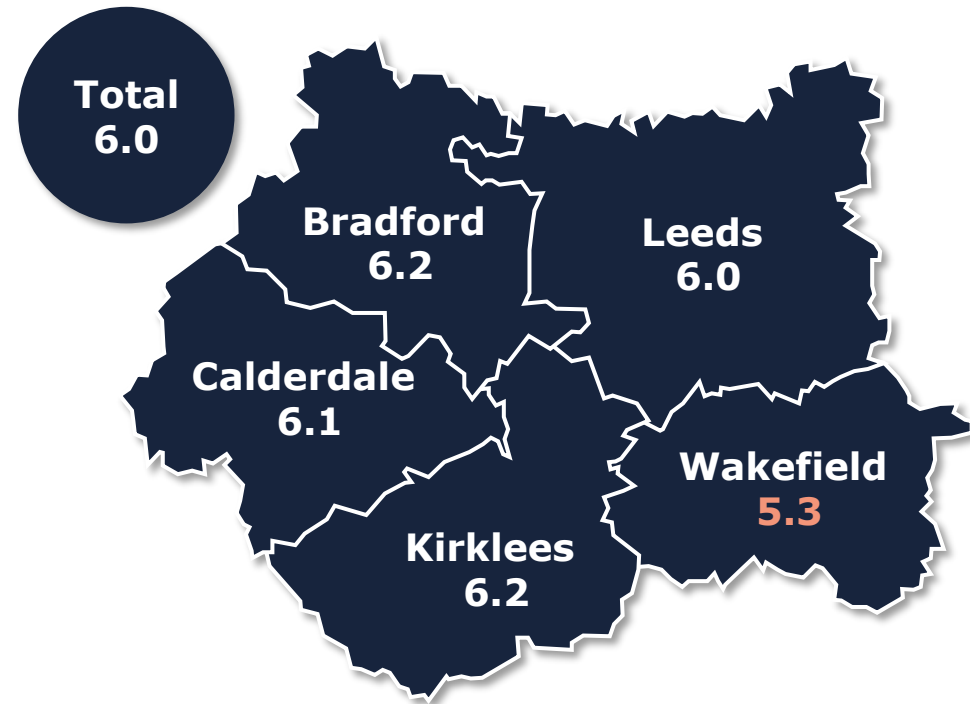 Total
6.0
Bradford
6.2
Leeds
6.0
Calderdale
6.1
Wakefield
5.3
Kirklees
6.2